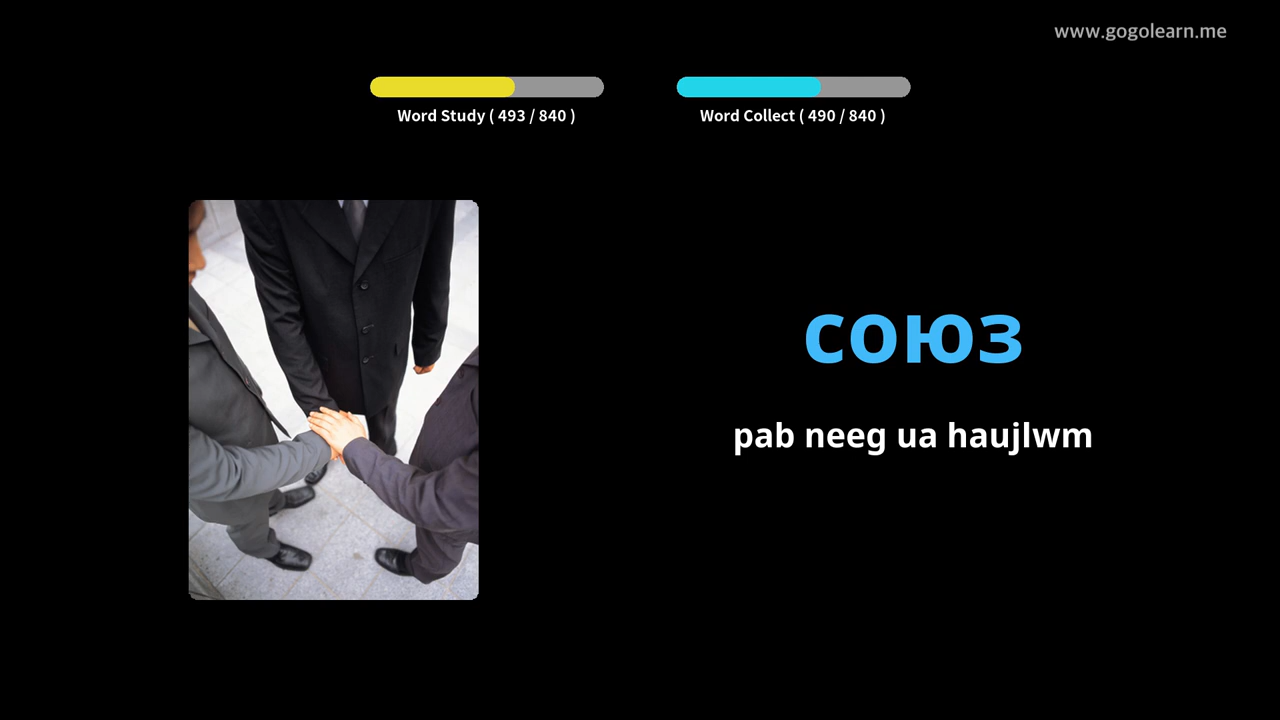 www.gogolearn.me
Word Study ( 493 / 840 )
Word Collect ( 490 / 840 )
союз
pab neeg ua haujlwm